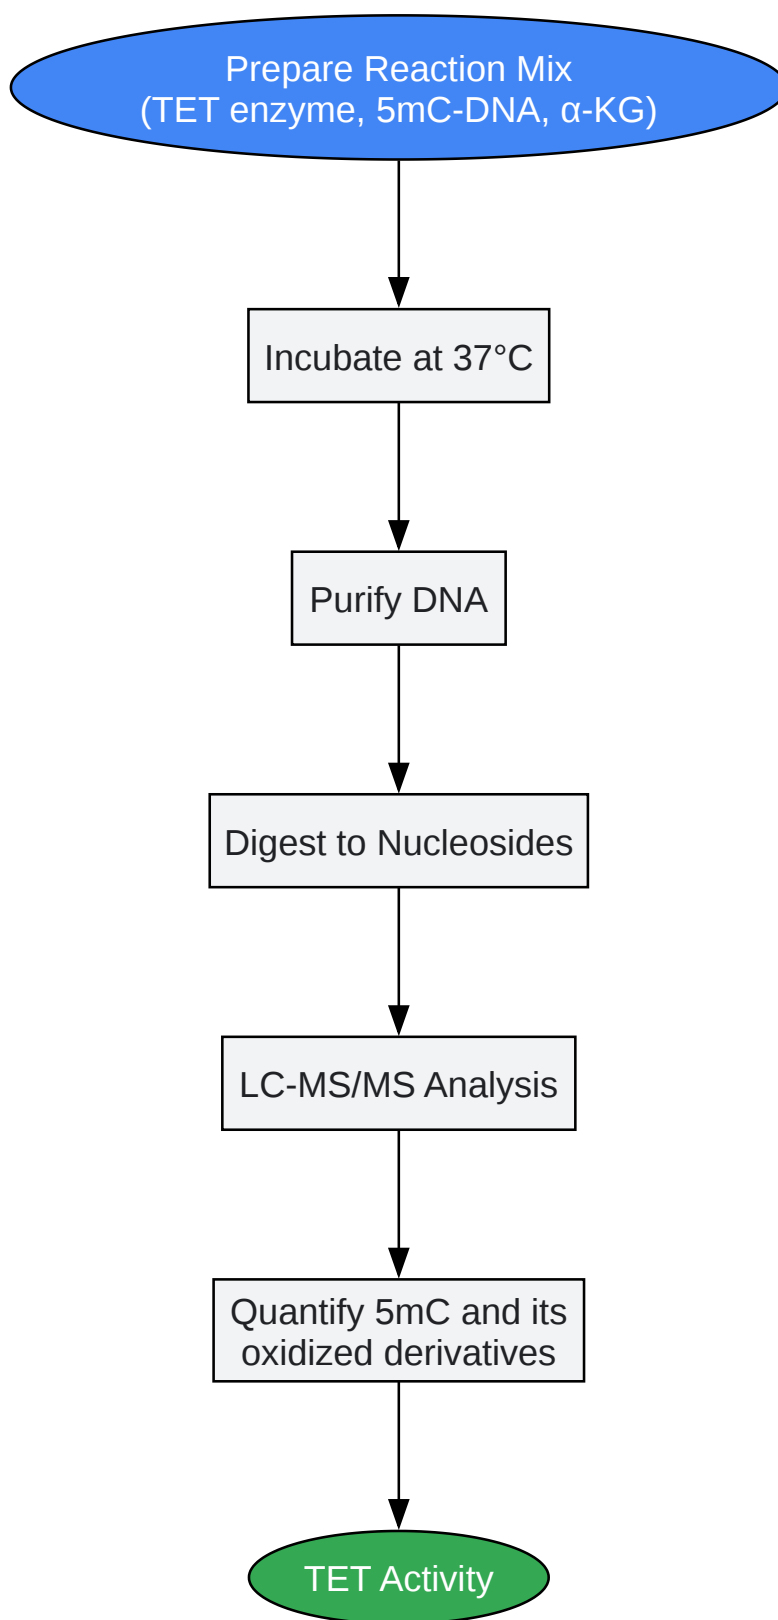 Prepare Reaction Mix
(TET enzyme, 5mC-DNA, α-KG)
Incubate at 37°C
Purify DNA
Digest to Nucleosides
LC-MS/MS Analysis
Quantify 5mC and its
oxidized derivatives
TET Activity